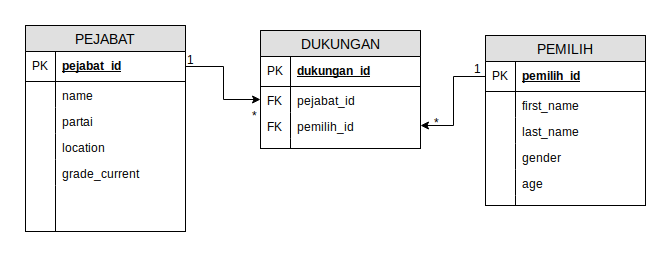 PEJABAT
PK pejabat_id
name
partai
location
grade_current
1
*
DUKUNGAN
PK dukungan_id
FK pejabat_id
FK pemilih_id
*
1
PEMILIH
PK pemilih_id
first_name
last_name
gender
age